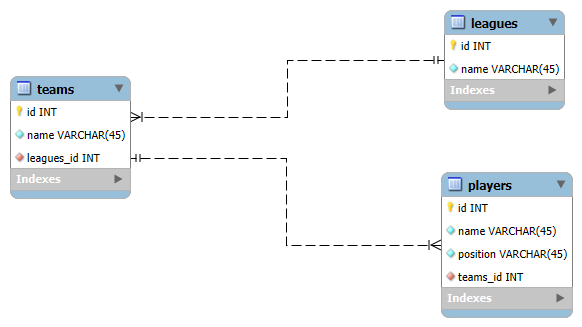 leagues
id INT
name VARCHAR(45)
Indexes
teams
id INT
name VARCHAR(45)
leagues_id INT
Indexes
players
id INT
name VARCHAR(45)
position VARCHAR(45)
teams_id INT
Indexes